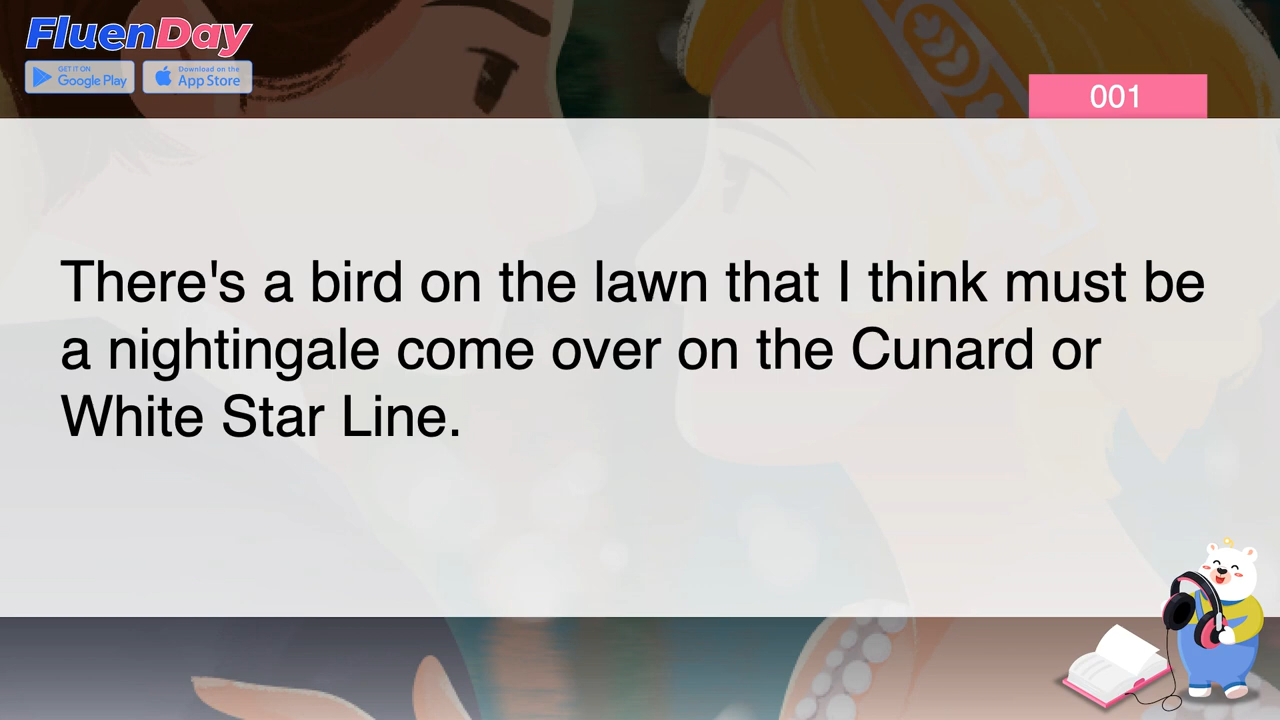 FluenDay
GET IT ON
Google Play
Download on the
App Store
001
There's a bird on the lawn that I think must be
a nightingale come over on the Cunard or
White Star Line.